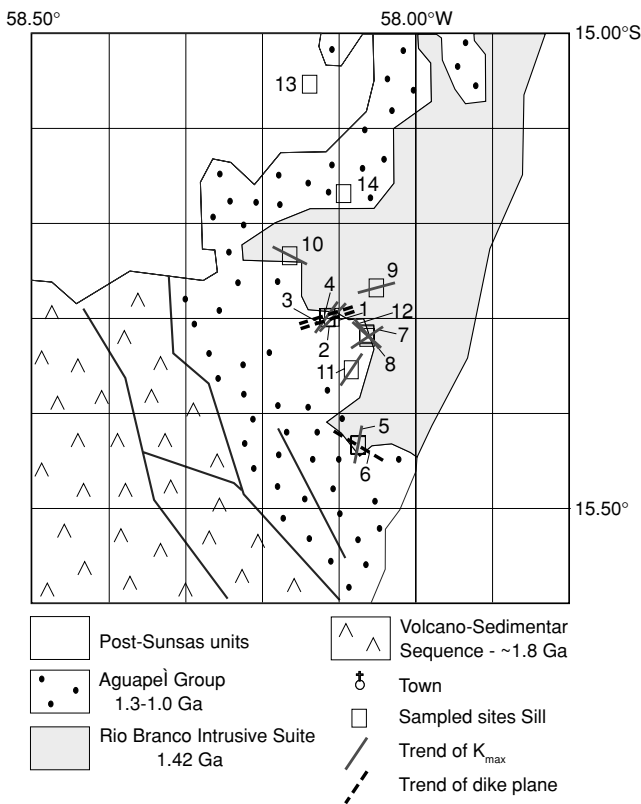 58.50°
58.00°W
15.00°S
13
14
10
9
4
3
1
12
2
7
8
11
5
6
15.50°
Post-Sunsas units
AguapeÌ Group
1.3-1.0 Ga
Rio Branco Intrusive Suite
1.42 Ga
Volcano-Sedimentar
Sequence - ~1.8 Ga
Town
Sampled sites Sill
Trend of Kmax
Trend of dike plane